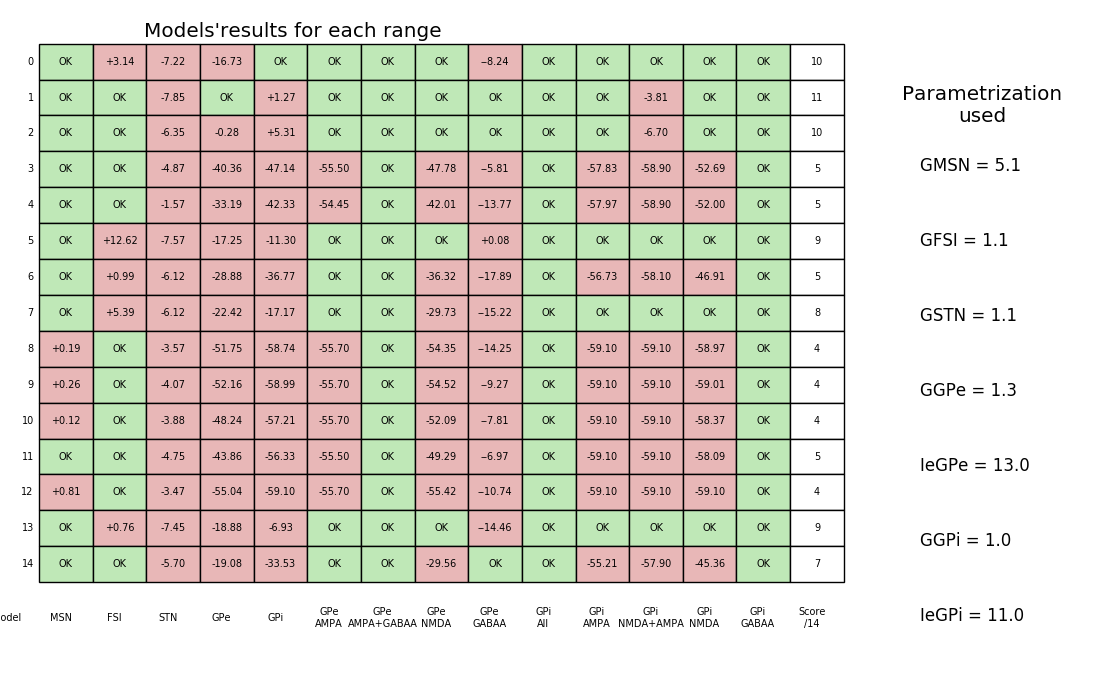 Models'results for each range
0 OK +3.14 -7.22 -16.73 OK OK OK OK --8.24 OK OK OK OK OK 10
1 OK OK -7.85 OK +1.27 OK OK OK OK OK OK -3.81 OK OK 11
2 OK OK -6.35 -0.28 +5.31 OK OK OK OK OK OK -6.70 OK OK 10
3 OK OK -4.87 -40.36 -47.14 -55.50 OK -47.78 --5.81 OK -57.83 -58.90 -52.69 OK 5
4 OK OK -1.57 -33.19 -42.33 -54.45 OK -42.01 --13.77 OK -57.97 -58.90 -52.00 OK 5
5 OK +12.62 -7.57 -17.25 -11.30 OK OK OK +0.08 OK OK OK OK OK 9
6 OK +0.99 -6.12 -28.88 -36.77 OK OK -36.32 --17.89 OK -56.73 -58.10 -46.91 OK 5
7 OK +5.39 -6.12 -22.42 -17.17 OK OK -29.73 --15.22 OK OK OK OK OK 8
8 +0.19 OK -3.57 -51.75 -58.74 -55.70 OK -54.35 --14.25 OK -59.10 -59.10 -58.97 OK 4
9 +0.26 OK -4.07 -52.16 -58.99 -55.70 OK -54.52 --9.27 OK -59.10 -59.10 -59.01 OK 4
10 +0.12 OK -3.88 -48.24 -57.21 -55.70 OK -52.09 --7.81 OK -59.10 -59.10 -58.37 OK 4
11 OK OK -4.75 -43.86 -56.33 -55.50 OK -49.29 --6.97 OK -59.10 -59.10 -58.09 OK 5
12 +0.81 OK -3.47 -55.04 -59.10 -55.70 OK -55.42 --10.74 OK -59.10 -59.10 -59.10 OK 4
13 OK +0.76 -7.45 -18.88 -6.93 OK OK OK --14.46 OK OK OK OK OK 9
14 OK OK -5.70 -19.08 -33.53 OK OK -29.56 OK OK -55.21 -57.90 -45.36 OK 7
GPe GPe GPe GPe GPi GPi GPi GPi GPi Score
odel MSN FSI STN GPe GPi
AMPA AMPA+GABAA NMDA GABAA All AMPA NMDA+AMPA NMDA GABAA /14
Parametrization
used
GMSN = 5.1
GFSI = 1.1
GSTN = 1.1
GGPe = 1.3
IeGPe = 13.0
GGPi = 1.0
IeGPi = 11.0